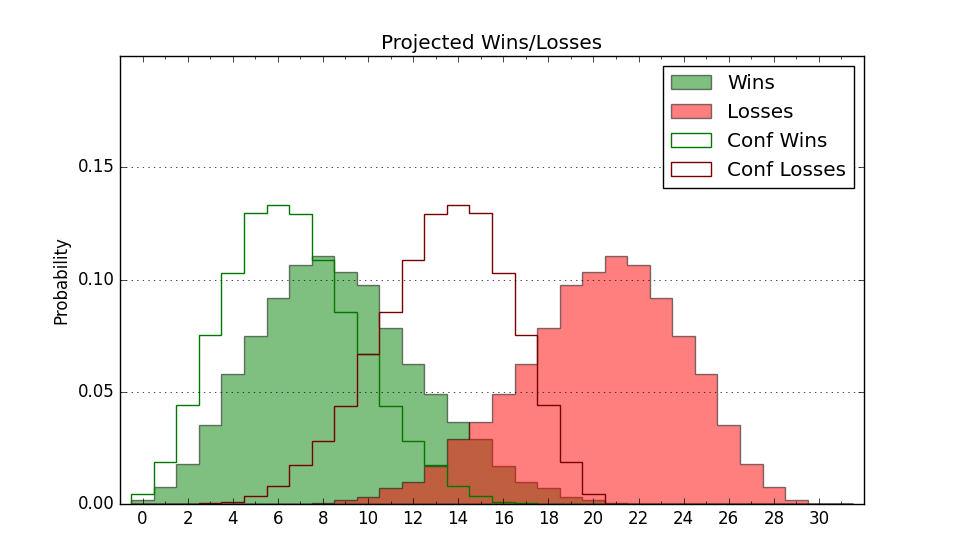 Projected Wins/Losses
Wins
Losses
Conf Wins
Conf Losses
Probability
0.15
0.10
0.05
0.00
0 2 4 6 8 10 12 14 16 18 20 22 24 26 28 30